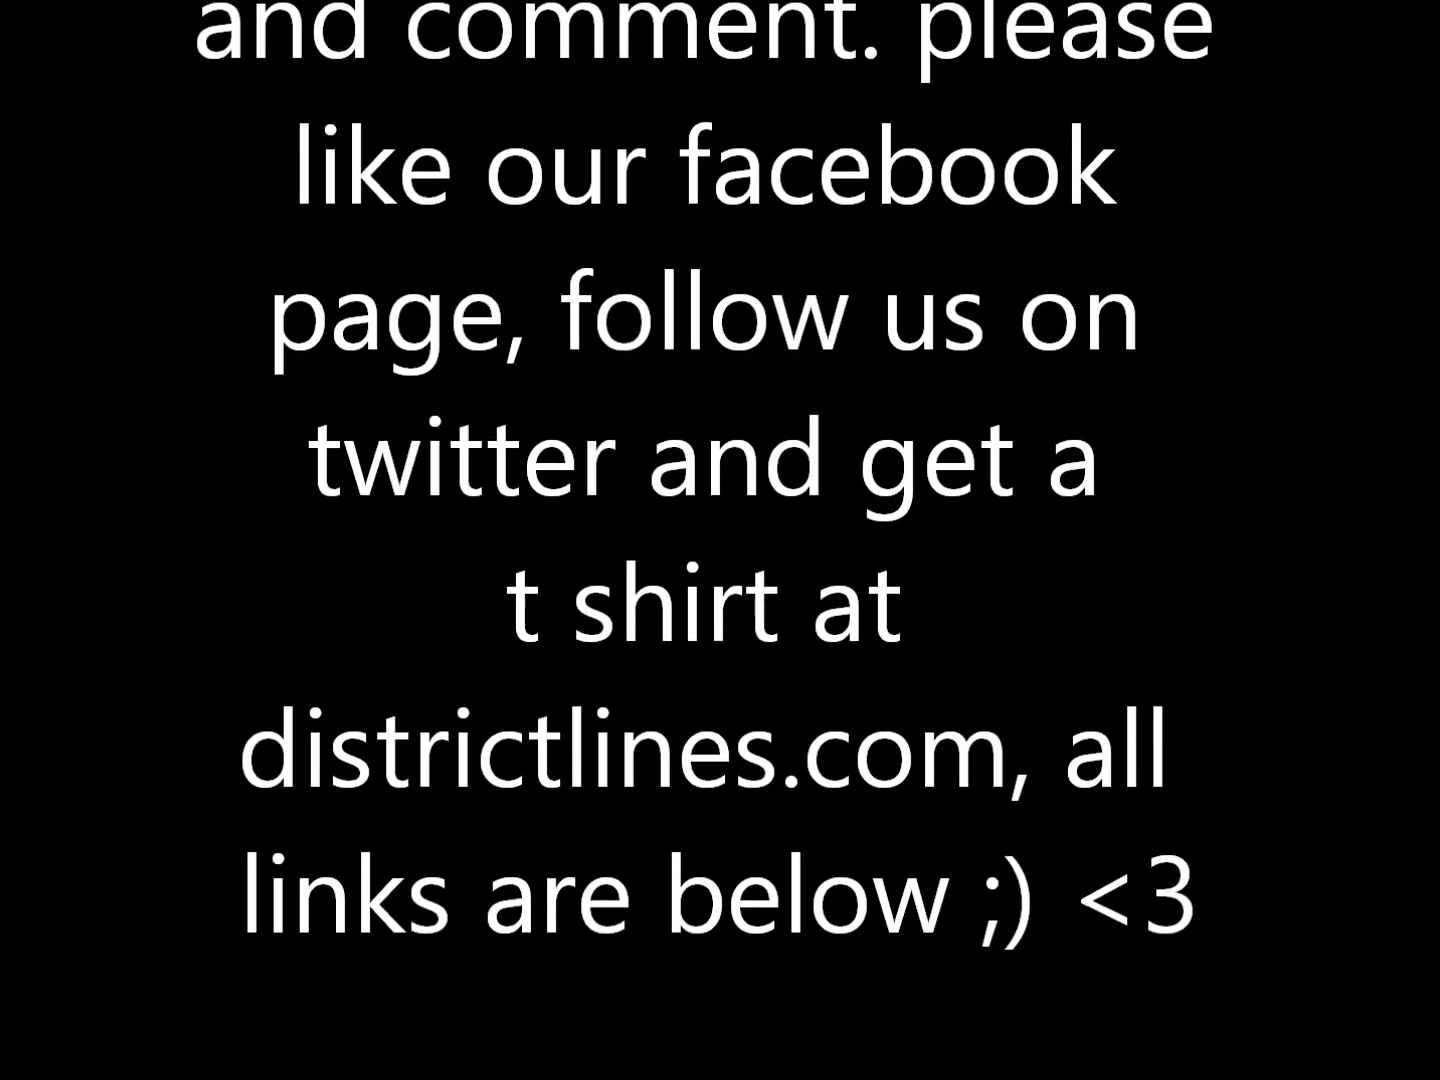 and comment. please
like our facebook
page, follow us on
twitter and get a
t shirt at
districtlines.com, all
links are below ;) <3